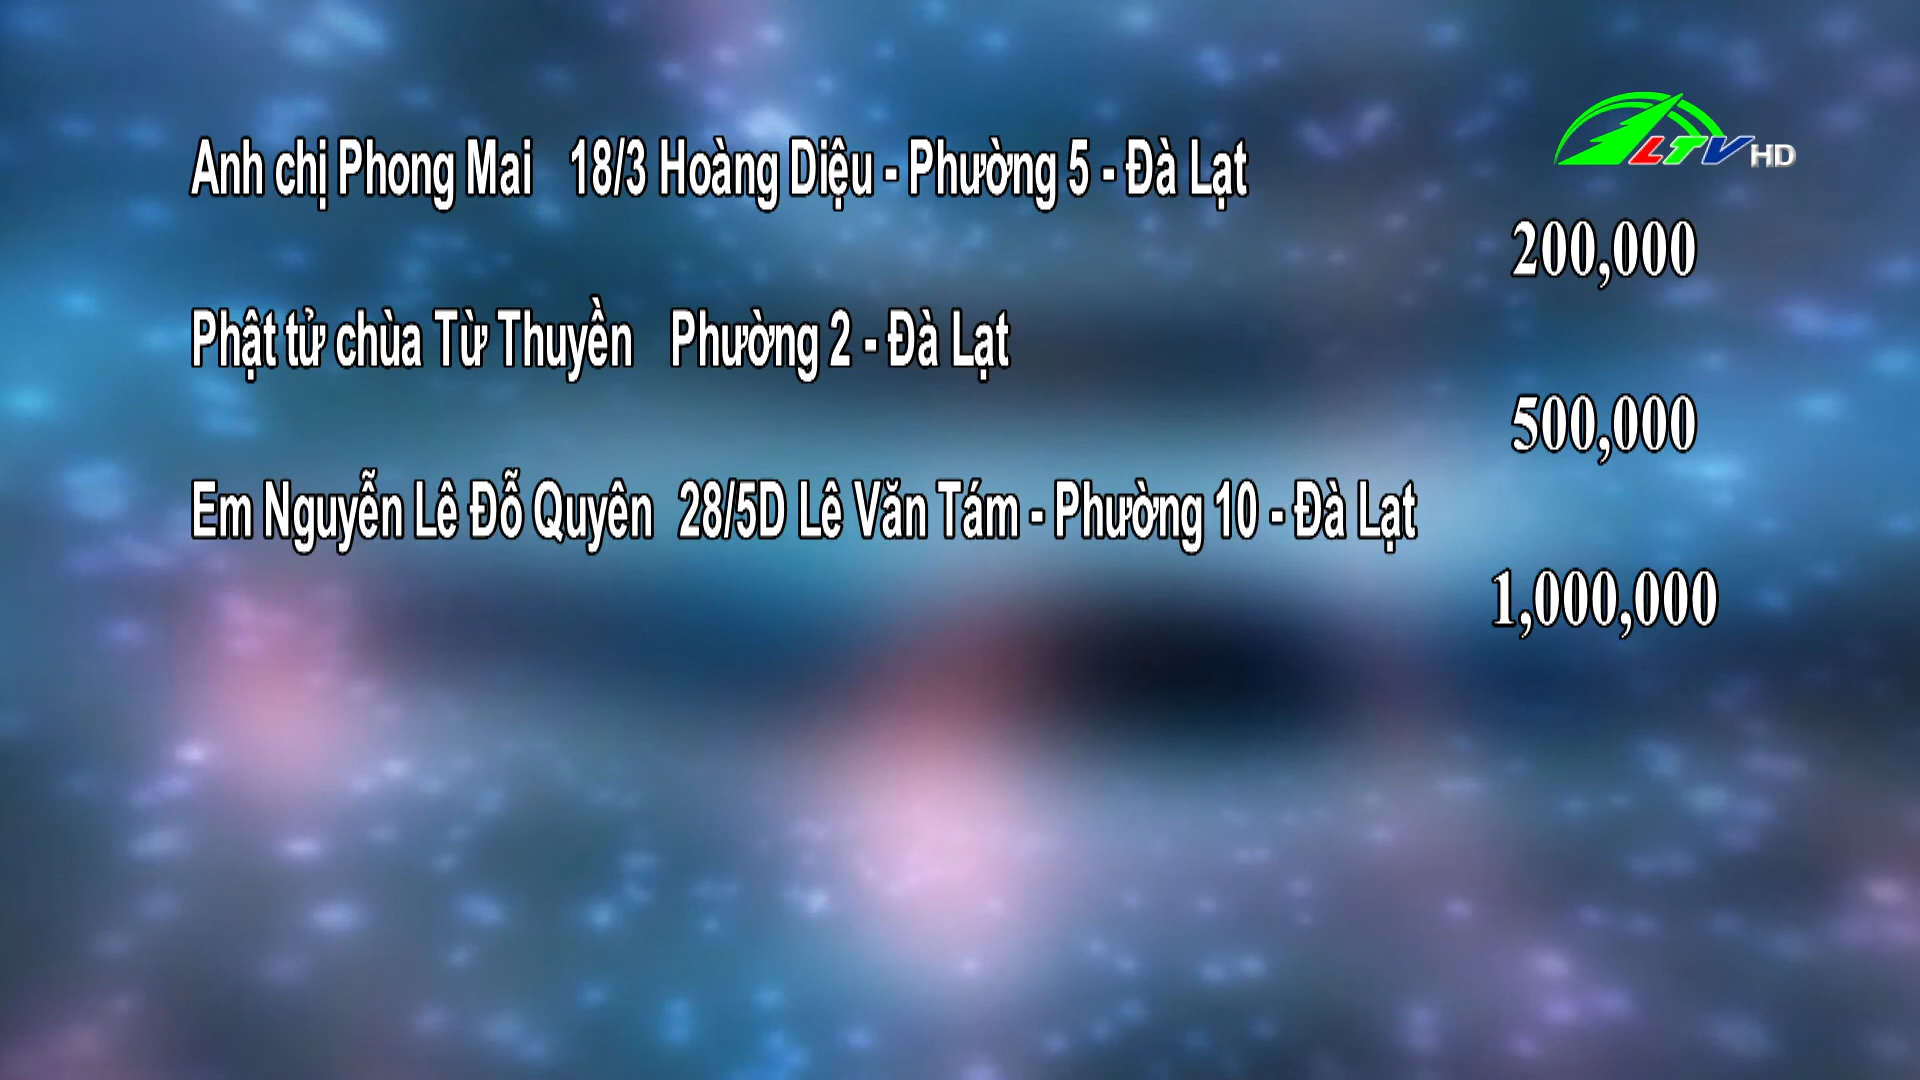 LTV HD
Anh chị Phong Mai 18/3 Hoàng Diệu - Phường 5 - Đà Lạt
200,000
Phật tử chùa Từ Thuyền Phường 2 - Đà Lạt
500,000
Em Nguyễn Lê Đỗ Quyên 28/5D Lê Văn Tám - Phường 10 - Đà Lạt
1,000,000